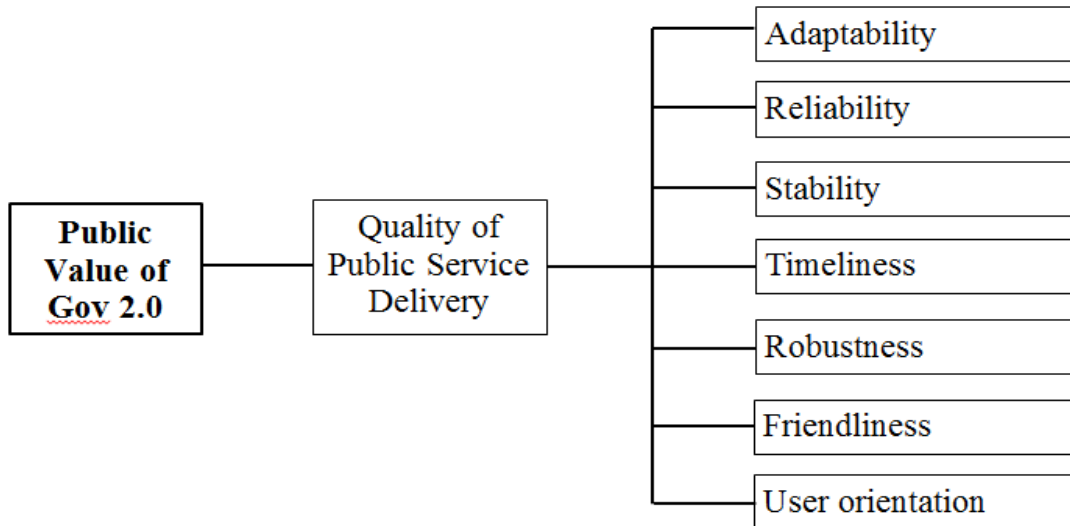 Public
Value of
Gov 2.0
Quality of
Public Service
Delivery
Adaptability
Reliability
Stability
Timeliness
Robustness
Friendliness
User orientation